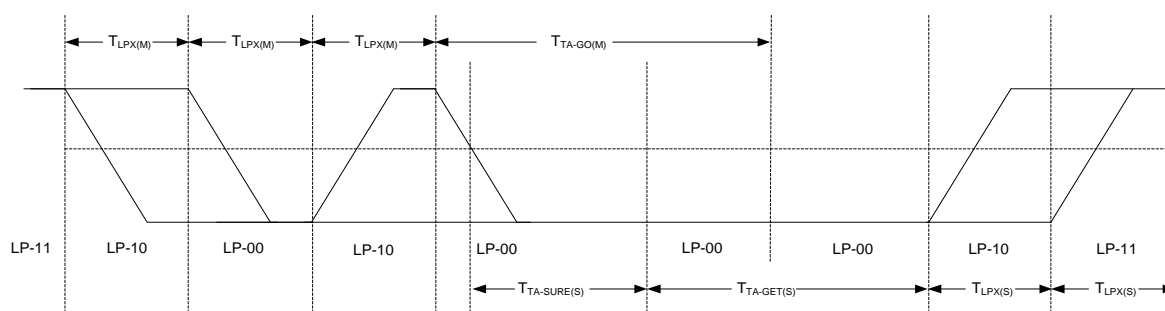 TLPX(M) TLPX(M) TLPX(M) TTA-GO(M)
LP-11 LP-10 LP-00 LP-10 LP-00 LP-00 LP-00 LP-10 LP-11
TTA-SURE(S) TTA-GET(S) TLPX(S) TLPX(S)